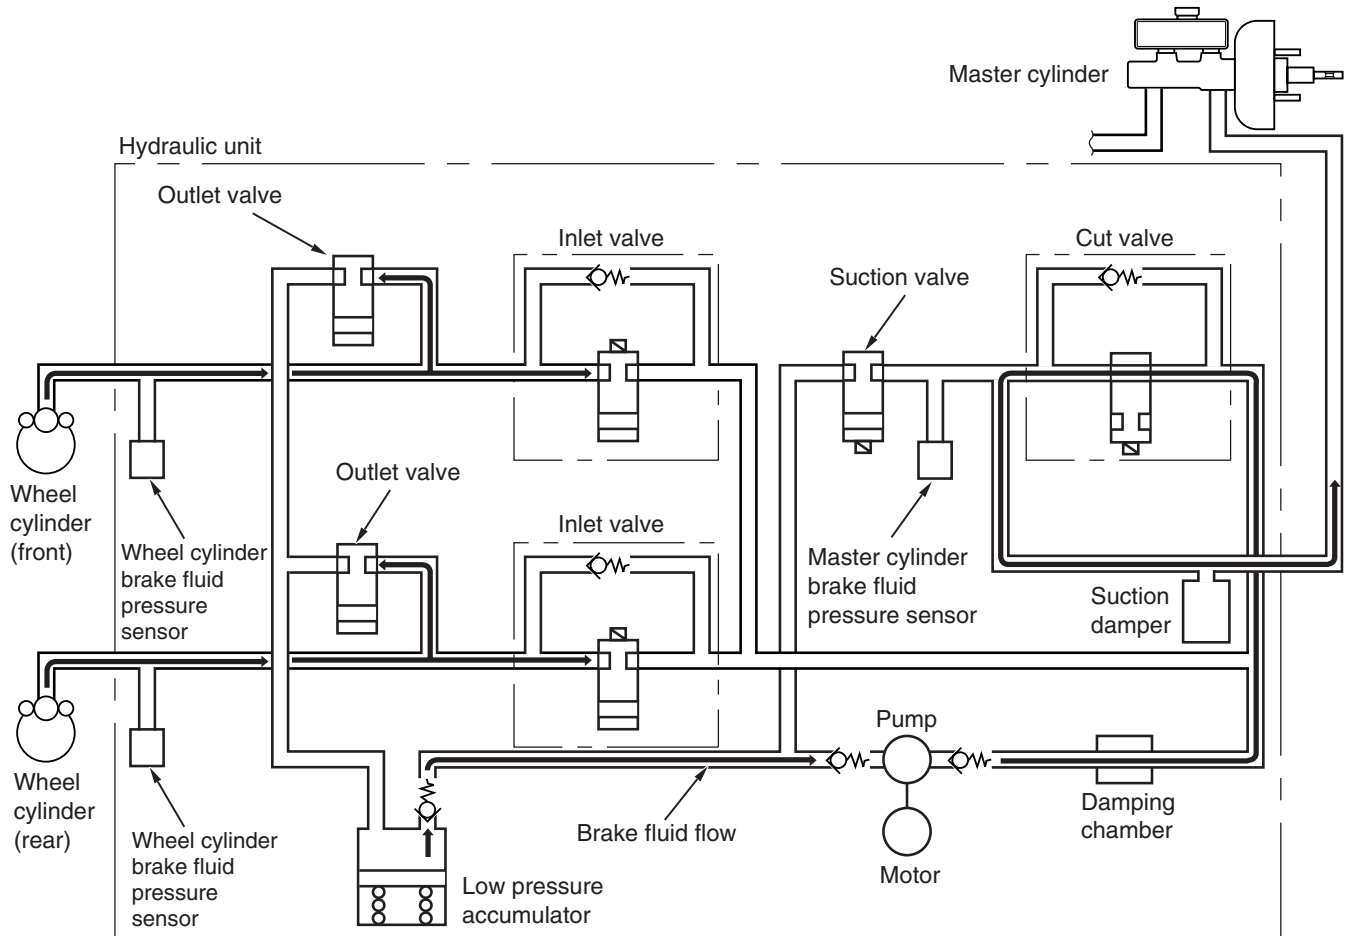 Master cylinder
Hydraulic unit
Outlet valve
Inlet valve
Cut valve
Suction valve
Outlet valve
Wheel
cylinder
(front)
Wheel cylinder
brake fluid
pressure
sensor
Inlet valve
Master cylinder
brake fluid
pressure sensor
Suction
damper
Pump
Wheel
cylinder
(rear)
Wheel cylinder
brake fluid
pressure
sensor
Brake fluid flow
Damping
chamber
Motor
Low pressure
accumulator